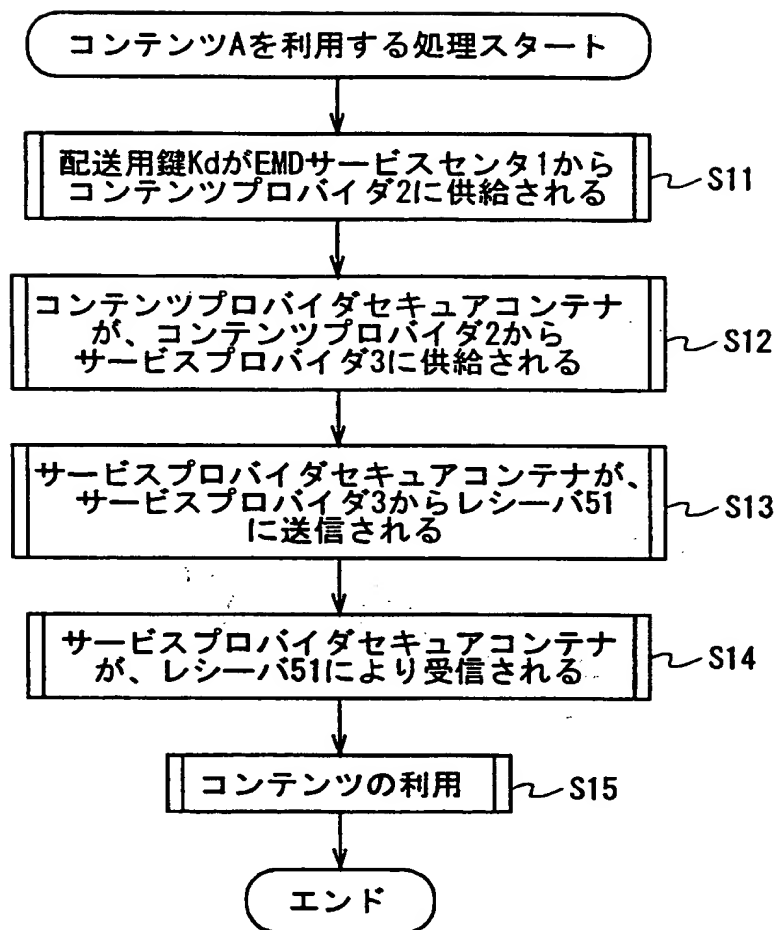 コンテンツAを利用する処理スタート
配送用鍵KdがEMDサービスセンタ1から
コンテンツプロバイダ2に供給される
S11
コンテンツプロバイダセキュアコンテナ
が、コンテンツプロバイダ2から
サービスプロバイダ3に供給される
S12
サービスプロバイダセキュアコンテナが、
サービスプロバイダ3からレシーバ51
に送信される
S13
サービスプロバイダセキュアコンテナ
が、レシーバ51により受信される
S14
コンテンツの利用
S15
エンド